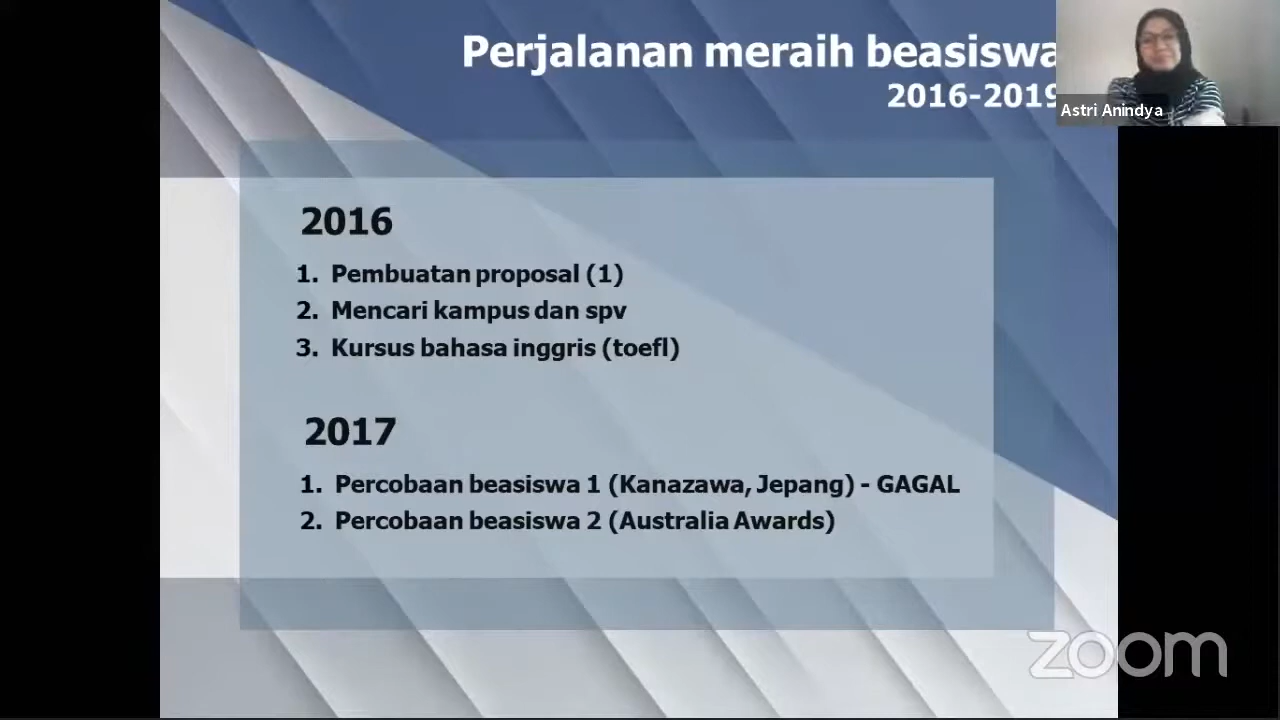 Perjalanan meraih beasiswa
2016-2019
Astri Anindya
2016
1. Pembuatan proposal (1)
2. Mencari kampus dan spv
3. Kursus bahasa inggris (toefl)
2017
1. Percobaan beasiswa 1 (Kanazawa, Jepang) - GAGAL
2. Percobaan beasiswa 2 (Australia Awards)
zoom